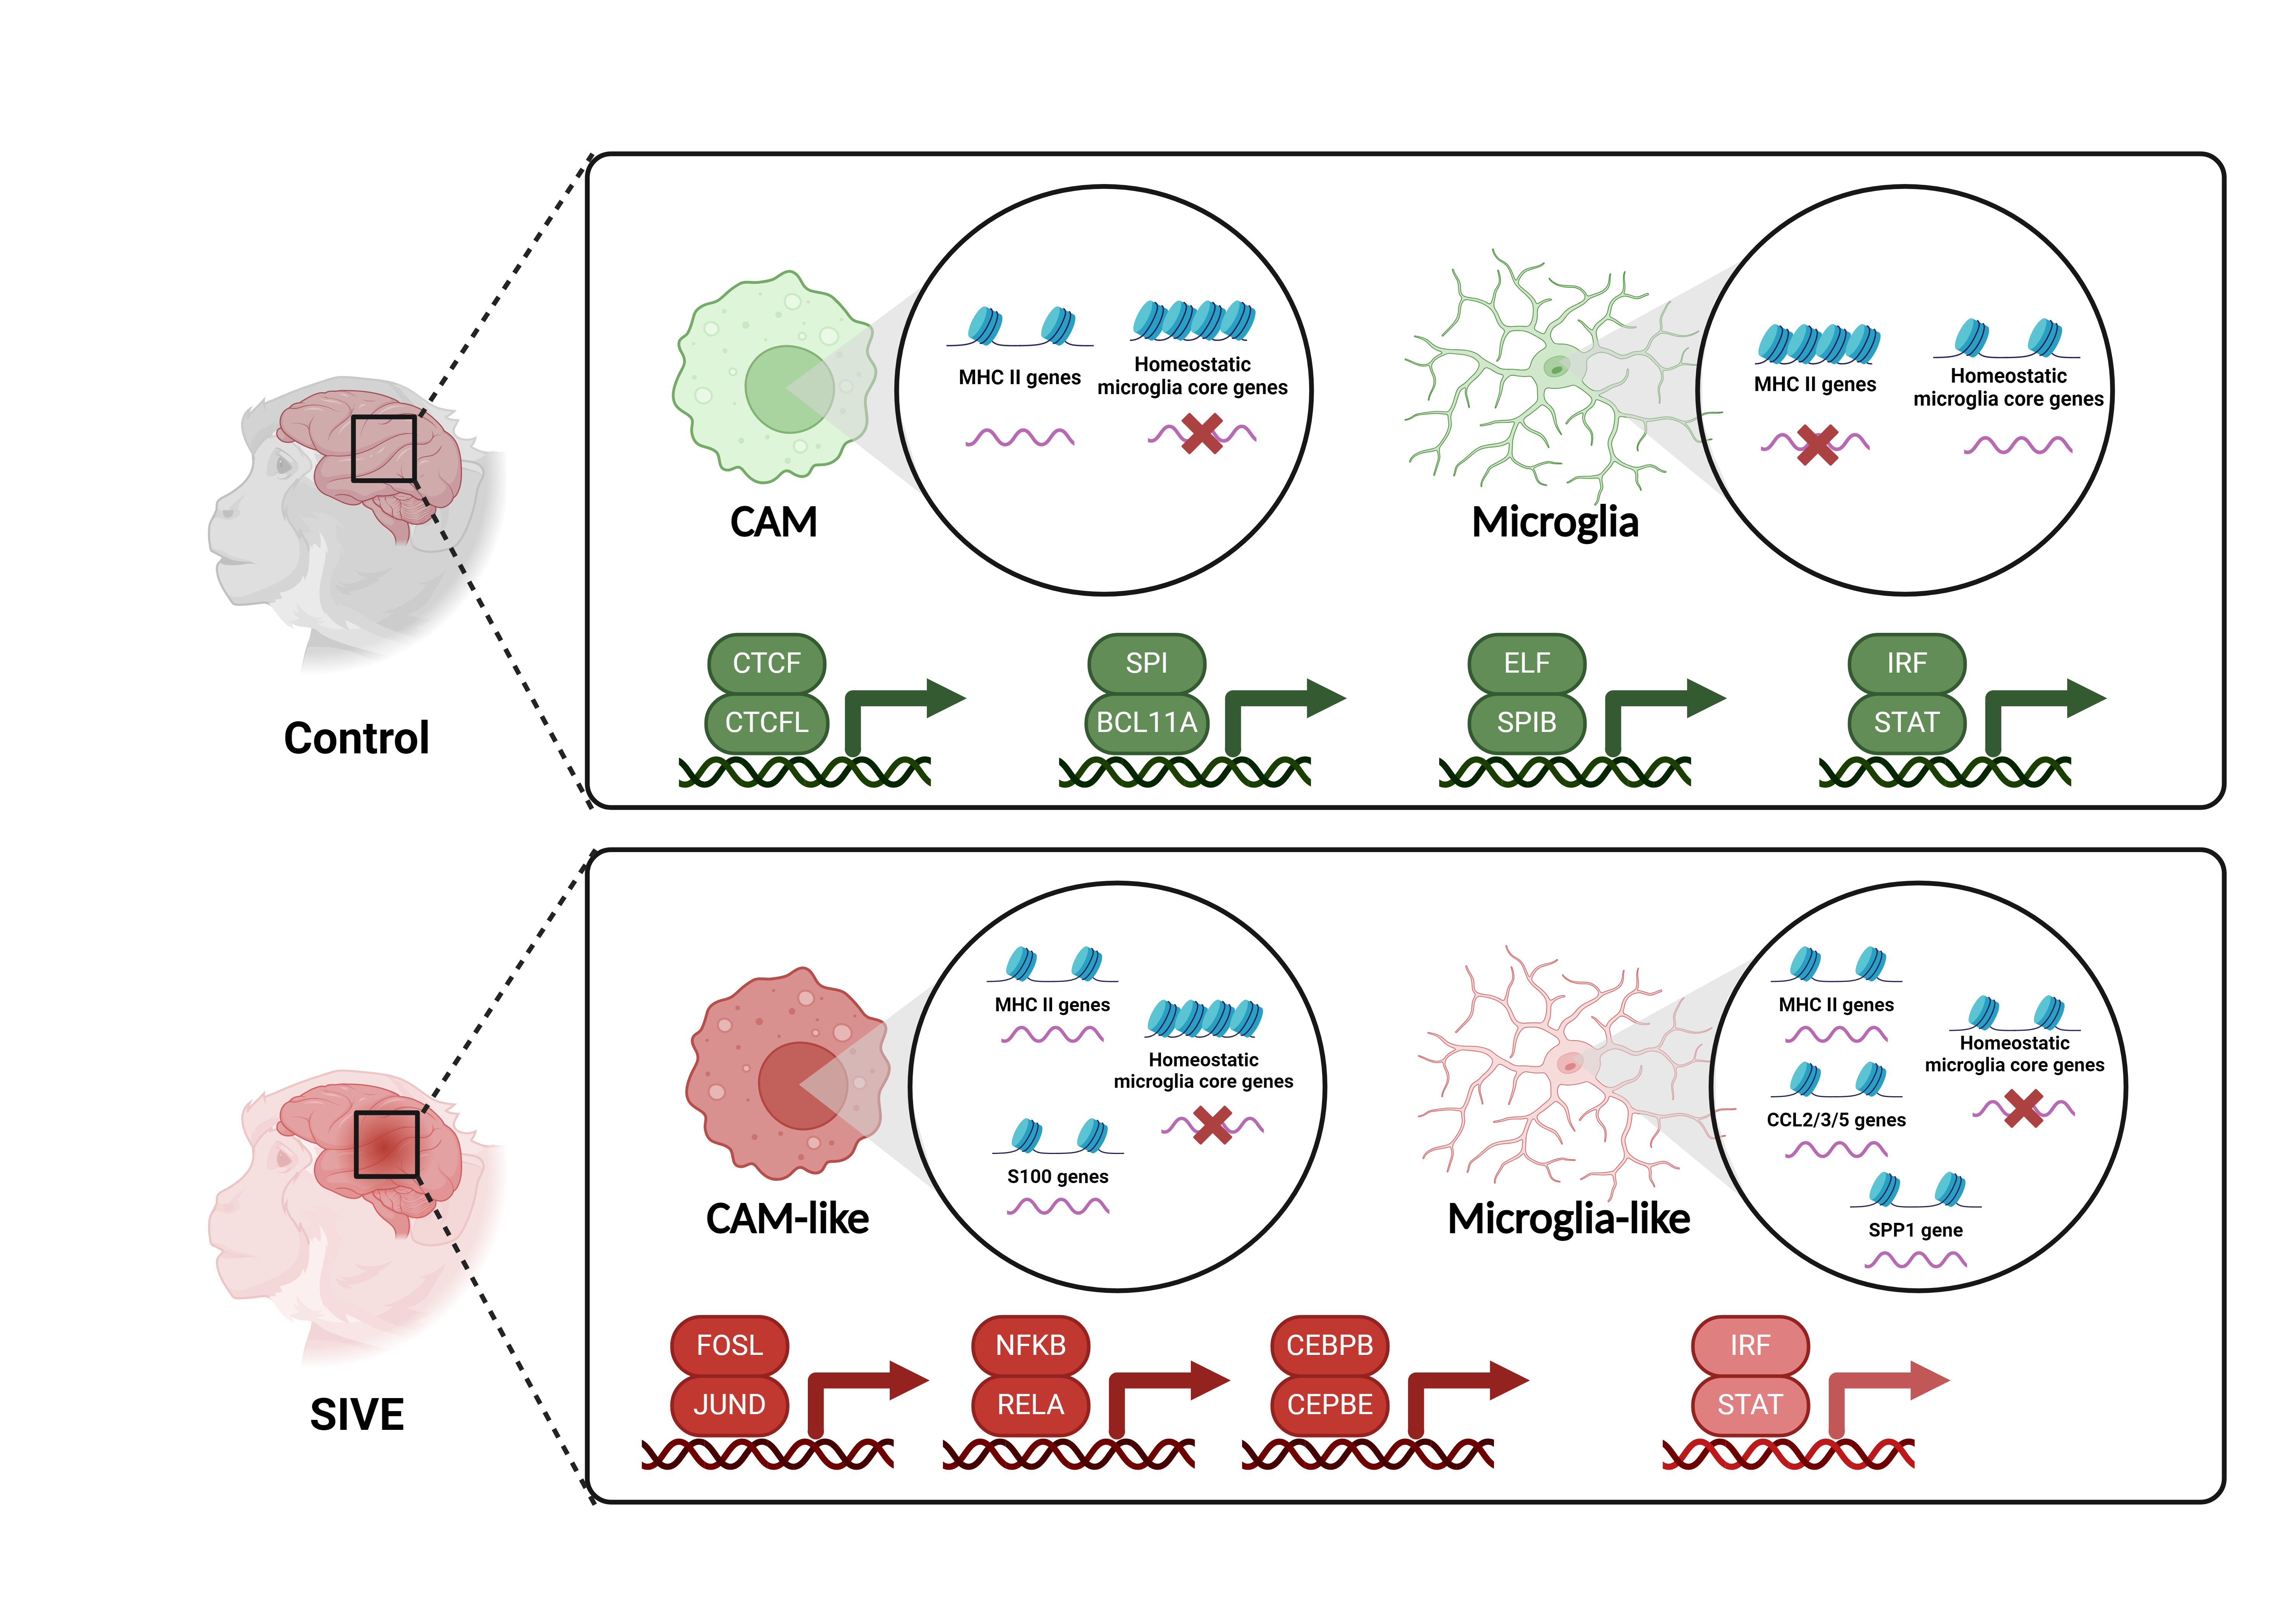 Control
MHC II genes
Homeostatic
microglia core genes
CAM
MHC II genes
Homeostatic
microglia core genes
Microglia
CTCF
CTCFL
SPI
BCL11A
ELF
SPIB
IRF
STAT
SIVE
MHC II genes
Homeostatic
microglia core genes
S100 genes
CAM-like
MHC II genes
Homeostatic
microglia core genes
CCL2/3/5 genes
SPP1 gene
Microglia-like
FOSL
JUND
NFKB
RELA
CEBPB
CEPBE
IRF
STAT